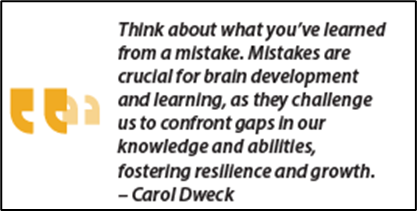 Think about what you’ve learned
from a mistake. Mistakes are
crucial for brain development
and learning, as they challenge
us to confront gaps in our
knowledge and abilities,
fostering resilience and growth.
– Carol Dweck